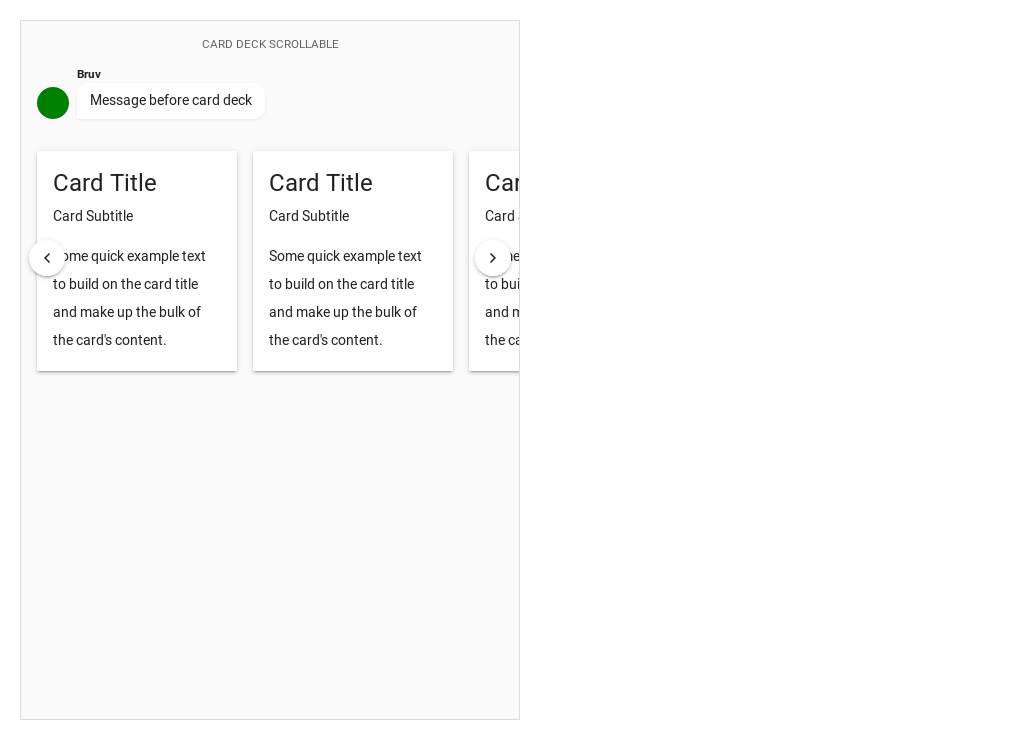 CARD DECK SCROLLABLE
Bruv
Message before card deck
Card Title
Card Subtitle
ome quick example text
to build on the card title
and make up the bulk of
the card's content.
Card Title
Card Subtitle
Some quick example text
to build on the card title
and make up the bulk of
the card's content.
Car
Card
to bui
and m
the ca